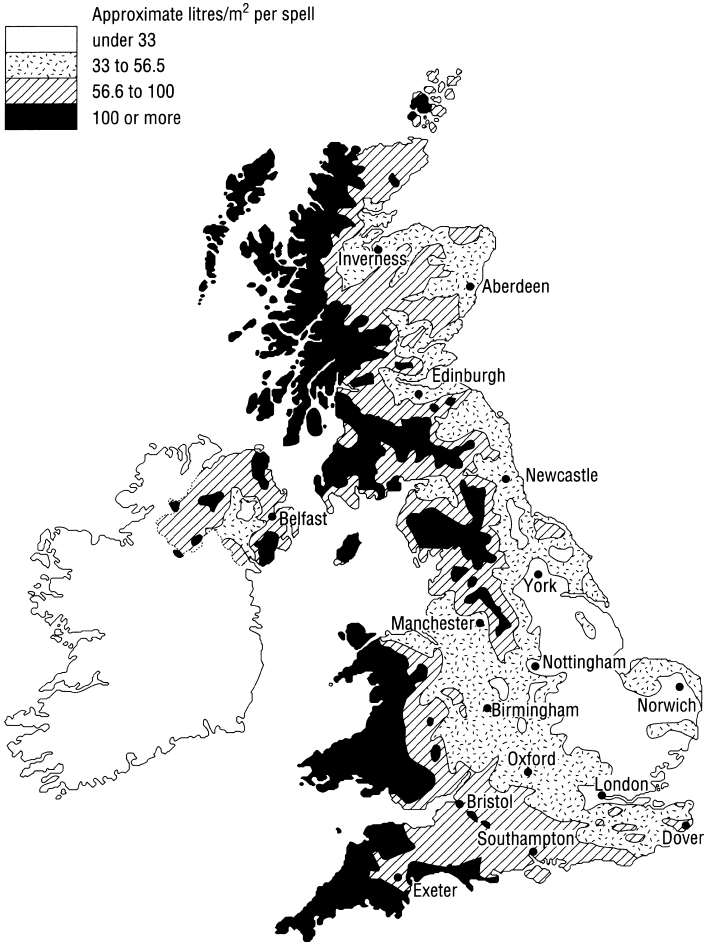 Approximate litres/m² per spell
under 33
33 to 56.5
56.6 to 100
100 or more
Inverness
Aberdeen
Edinburgh
Newcastle
Belfast
York
Manchester
Nottingham
Norwich
Birmingham
Oxford
London
Bristol
Southampton
Dover
Exeter